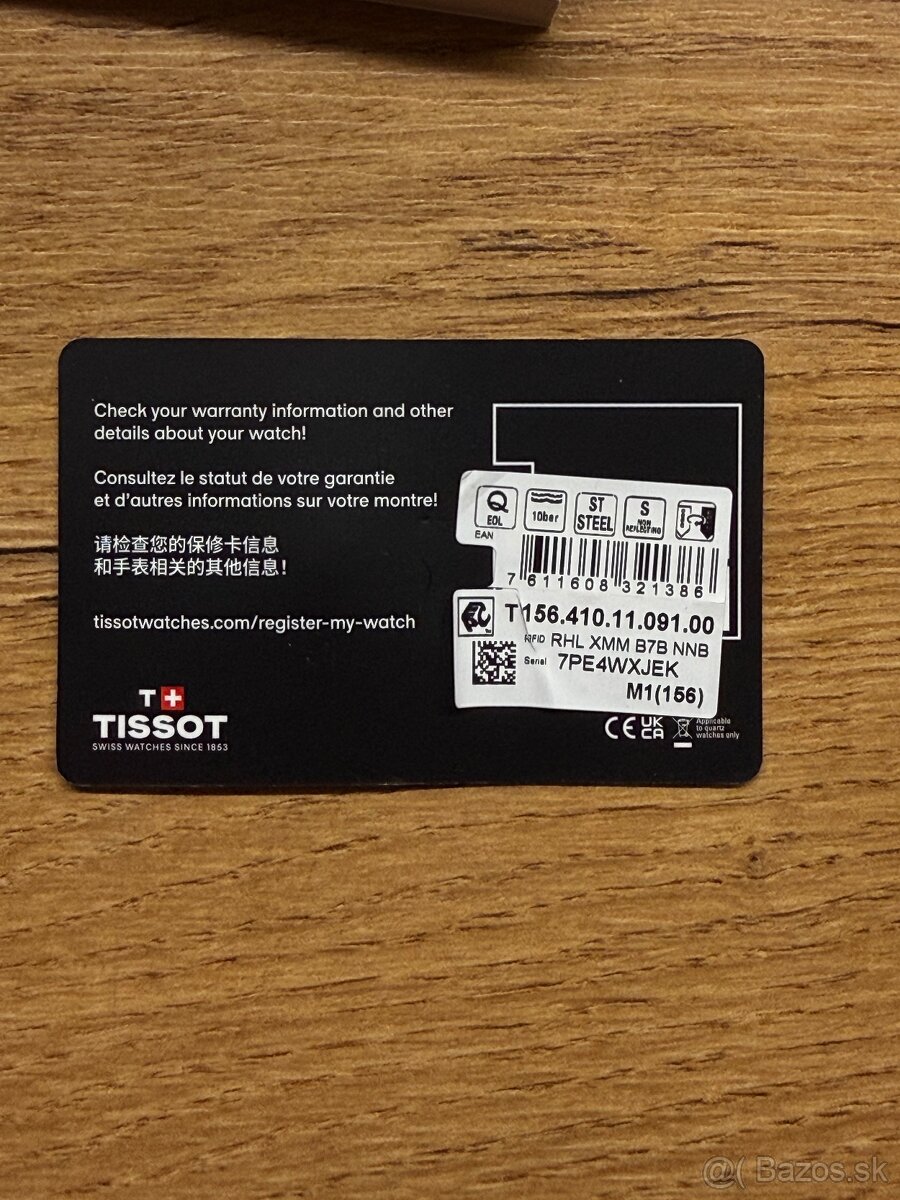 Check your warranty information and other
details about your watch!
Consultez le statut de votre garantie
et d'autres informations sur votre montre!
请检查您的保修卡信息
和手表相关的其他信息！
tissotwatches.com/register-my-watch
T+
TISSOT
SWISS WATCHES SINCE 1853
Q
EOL
10bar
ST
STEEL
S
NON
REFLECTING
EAN
7 611608 321386
T156.410.11.091.00
RFID RHL XMM B7B NNB
Serial 7PE4WXJEK
M1(156)
CE UK
CA
Applicable
to quartz
watches only
@( Bazos.sk